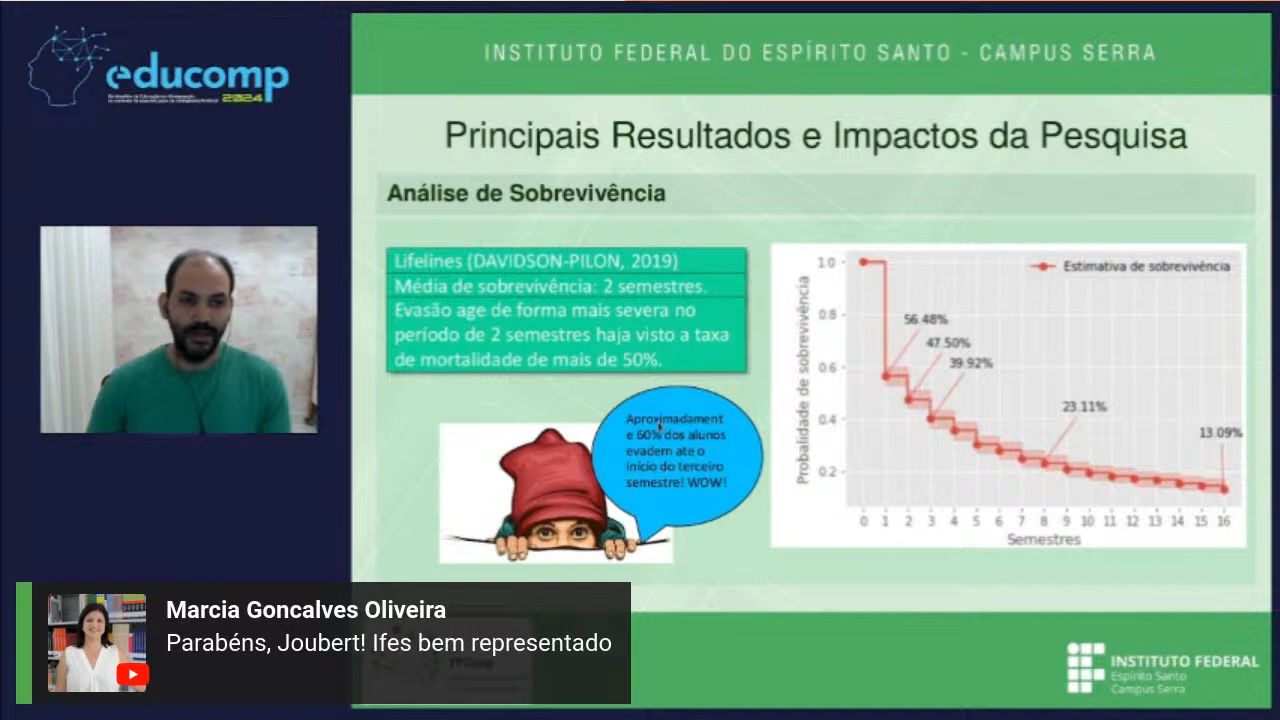 educomp
2024
INSTITUTO FEDERAL DO ESPÍRITO SANTO - CAMPUS SERRA
Principais Resultados e Impactos da Pesquisa
Análise de Sobrevivência
Lifelines (DAVIDSON-PILON, 2019)
Média de sobrevivência: 2 semestres.
Evasão age de forma mais severa no
período de 2 semestres haja visto a taxa
de mortalidade de mais de 50%.
Aproximadament
e 60% dos alunos
evadem ate o
início do terceiro
semestre! WOW!
Estimativa de sobrevivência
Probalidade de sobrevivência
1.0
0.8
0.6
0.4
0.2
56.48%
47.50%
39.92%
23.11%
13.09%
0 1 2 3 4 5 6 7 8 9 10 11 12 13 14 15 16
Semestres
Marcia Goncalves Oliveira
Parabéns, Joubert! Ifes bem representado
INSTITUTO FEDERAL
Espírito Santo
Campus Serra